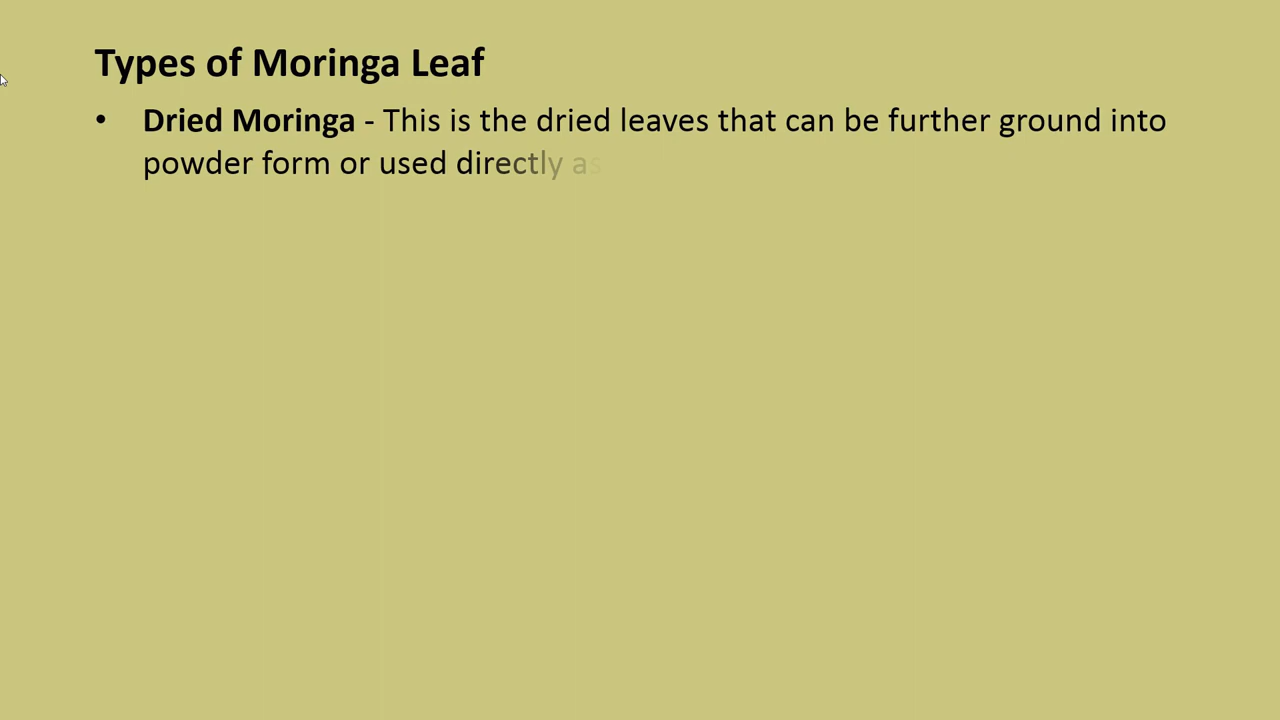 Types of Moringa Leaf
• Dried Moringa - This is the dried leaves that can be further ground into
powder form or used directly as